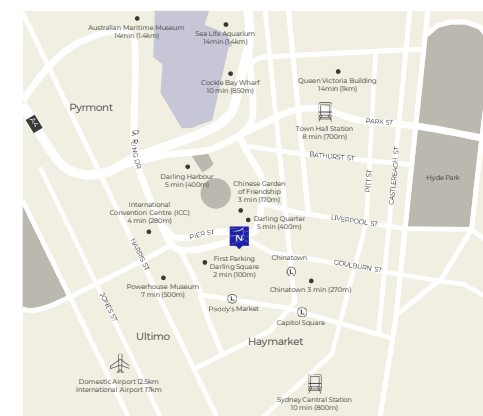 Australian Maritime Museum
14min (1.4km)
Sea Life Aquarium
14min (1.4km)
Cockle Bay Wharf
10 min (850m)
Queen Victoria Building
14min (1km)
Pyrmont
A4
Town Hall Station
8 min (700m)
PARK ST
BATHURST ST
PITT ST
CASTLEREAGH ST
Hyde Park
Darling Harbour
5 min (400m)
Chinese Garden
of Friendship
3 min (170m)
International
Convention Centre (ICC)
4 min (280m)
Darling Quarter
5 min (400m)
LIVERPOOL ST
PIER ST
HARRIS ST
First Parking
Darling Square
2 min (100m)
Chinatown
L
GOULBURN ST
Powerhouse Museum
7 min (500m)
Chinatown 3 min (270m)
JONES ST
L
Paddy's Market
L
Capitol Square
Ultimo
Haymarket
Domestic Airport 12.5km
International Airport 17km
Sydney Central Station
10 min (800m)